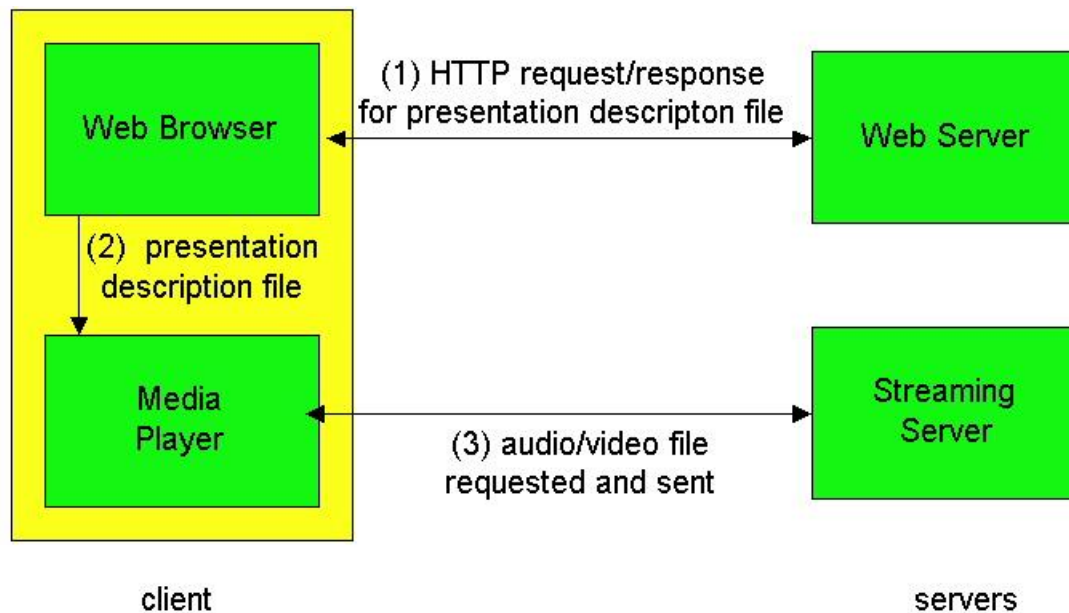 Web Browser
(1) HTTP request/response
for presentation descripton file
Web Server
(2) presentation
description file
Media
Player
(3) audio/video file
requested and sent
Streaming
Server
client
servers